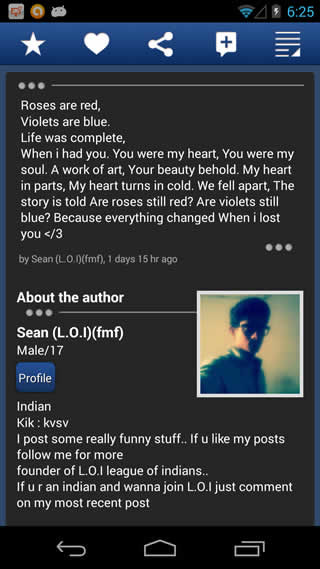 6:25
Roses are red,
Violets are blue.
Life was complete,
When i had you. You were my heart, You were my
soul. A work of art, Your beauty behold. My heart
in parts, My heart turns in cold. We fell apart, The
story is told Are roses still red? Are violets still
blue? Because everything changed When i lost
you </3
by Sean (L.O.I)(fmf), 1 days 15 hr ago
About the author
Sean (L.O.I)(fmf)
Male/17
Profile
Indian
Kik : kvsv
I post some really funny stuff.. If u like my posts
follow me for more
founder of L.O.I league of indians..
If u r an indian and wanna join L.O.I just comment
on my most recent post